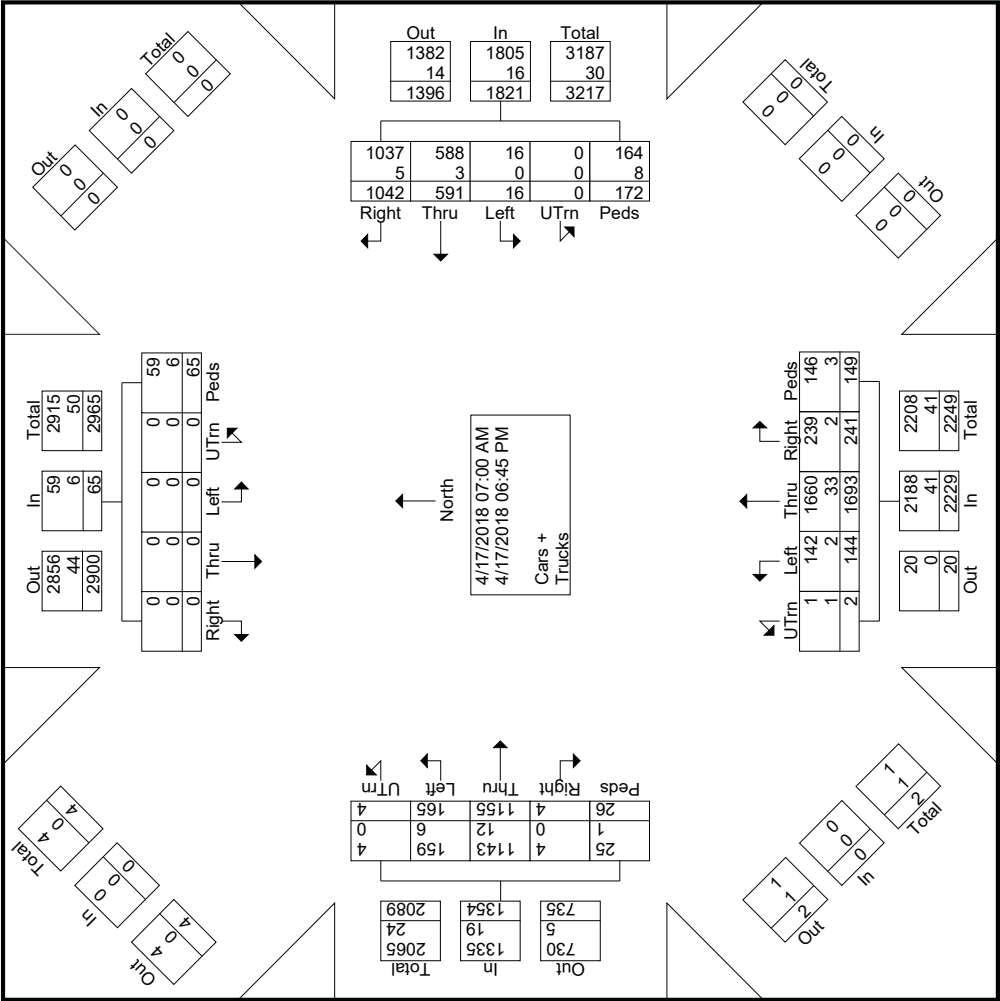 Out In Total
1382 1805 3187
14 16 30
1396 1821 3217
1037 588 16 0 164
5 3 0 0 8
1042 591 16 0 172
Right Thru Left UTrn Peds
Total
0
0
0
In
0
0
0
Out
0
0
0
Total
0
0
0
In
0
0
0
Out
0
0
0
Total
2915
50
2965
In
59
6
65
Out
2856
44
2900
Right Thru Left UTrn Peds
0 0 0 0 59
0 0 0 0 6
0 0 0 0 65
North
4/17/2018 07:00 AM
4/17/2018 06:45 PM
Cars +
Trucks
UTrn Left Thru Right Peds
1 142 1660 239 146
1 2 33 2 3
2 144 1693 241 149
2208
41
2249
Total
2188
41
2229
In
20
0
20
Out
UTrn Left Thru Right Peds
4 165 1155 4 26
0 6 12 0 1
4 159 1143 4 25
2089 1354 735
24 19 5
2065 1335 730
Total In Out
4
0
4
Total
0
0
0
In
4
0
4
Out
1
1
2
Total
0
0
0
In
1
1
2
Out